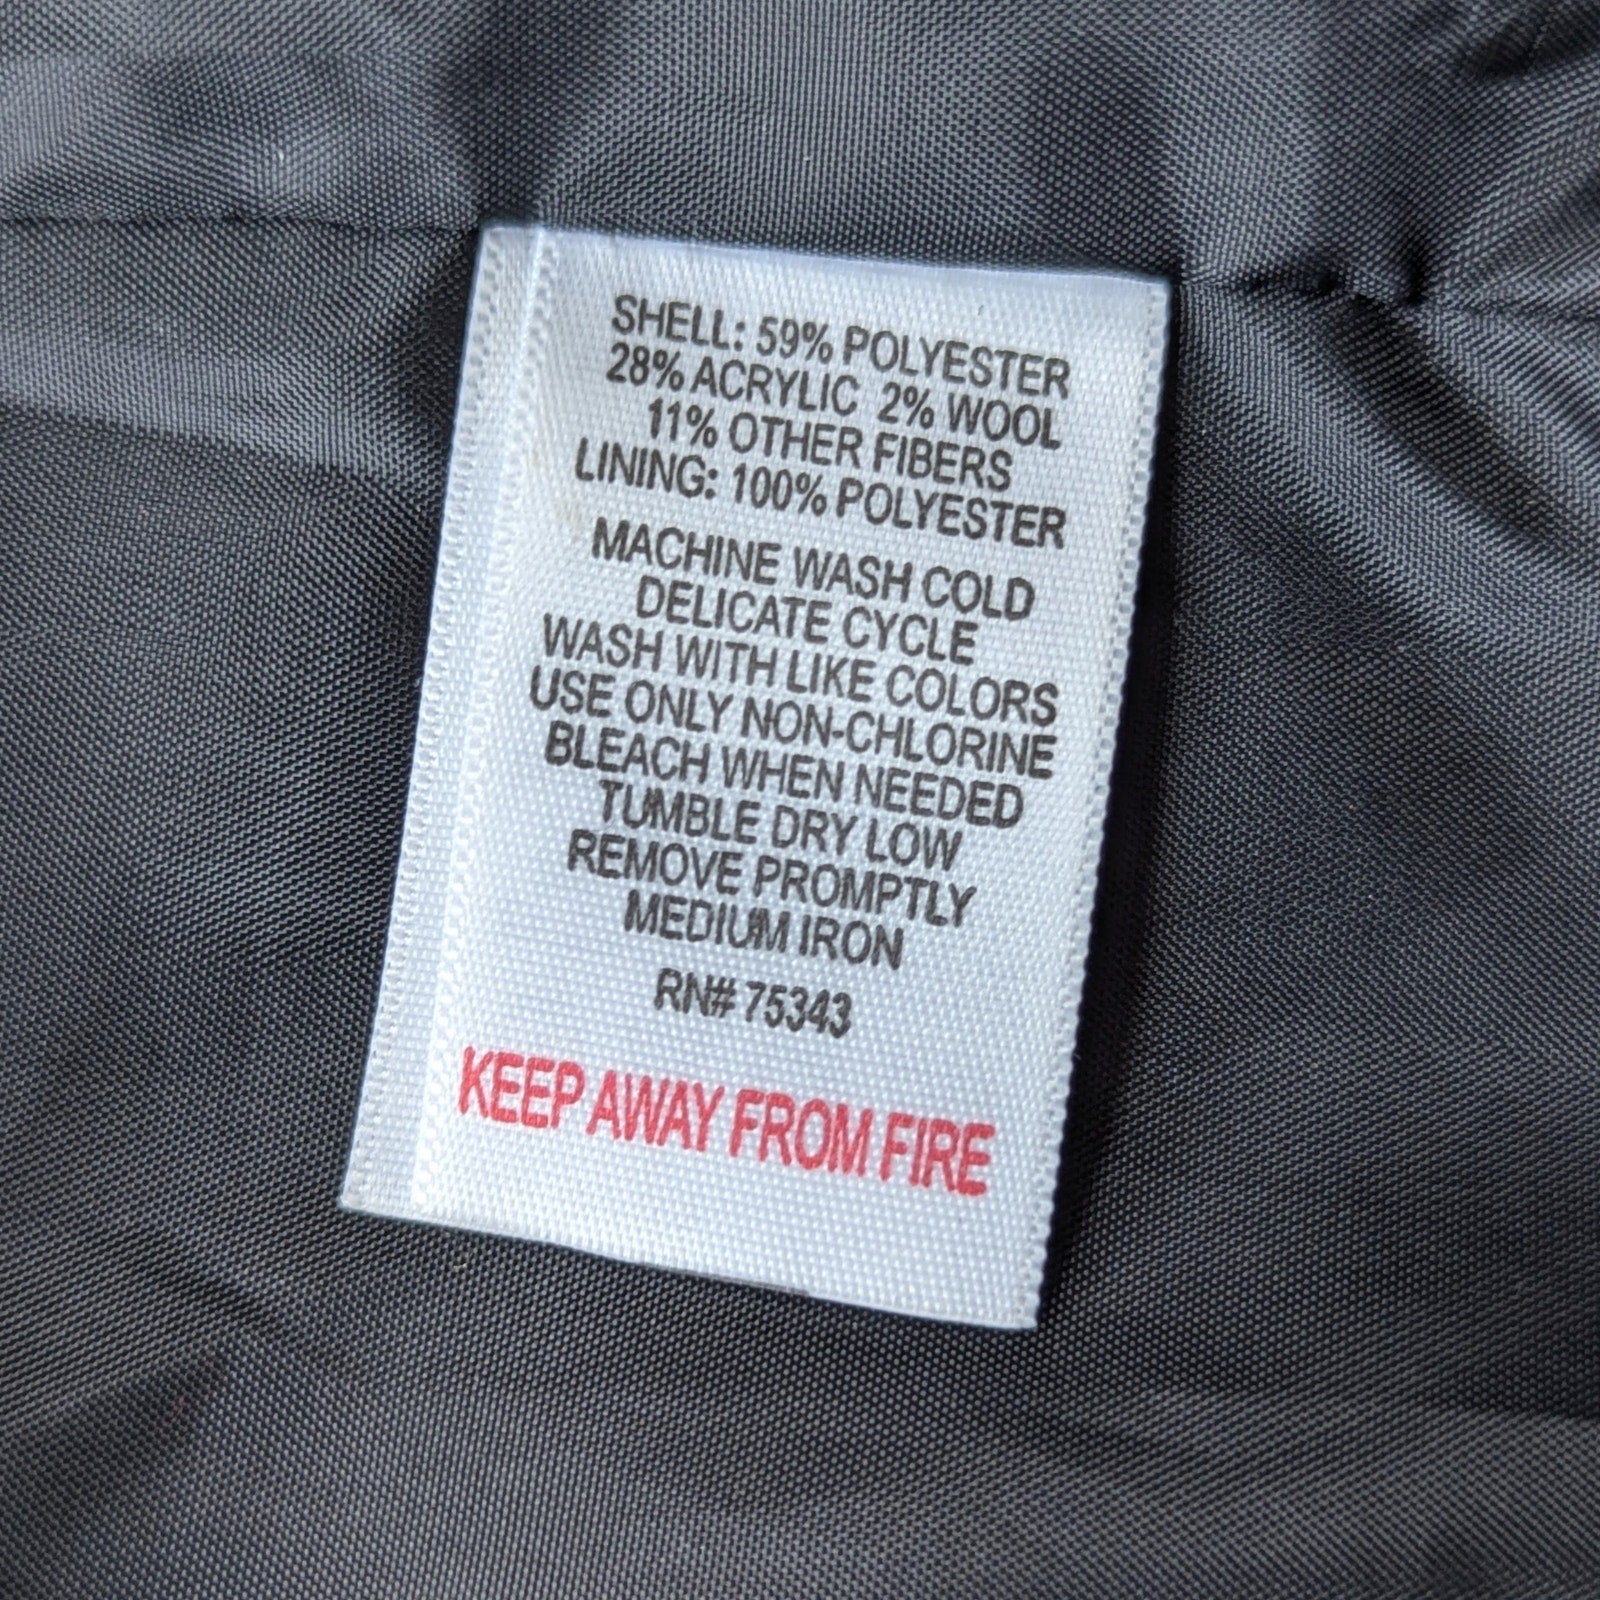 SHELL: 59% POLYESTER
28% ACRYLIC 2% WOOL
11% OTHER FIBERS
LINING: 100% POLYESTER
MACHINE WASH COLD
DELICATE CYCLE
WASH WITH LIKE COLORS
USE ONLY NON-CHLORINE
BLEACH WHEN NEEDED
TUMBLE DRY LOW
REMOVE PROMPTLY
MEDIUM IRON
RN# 75343
KEEP AWAY FROM FIRE